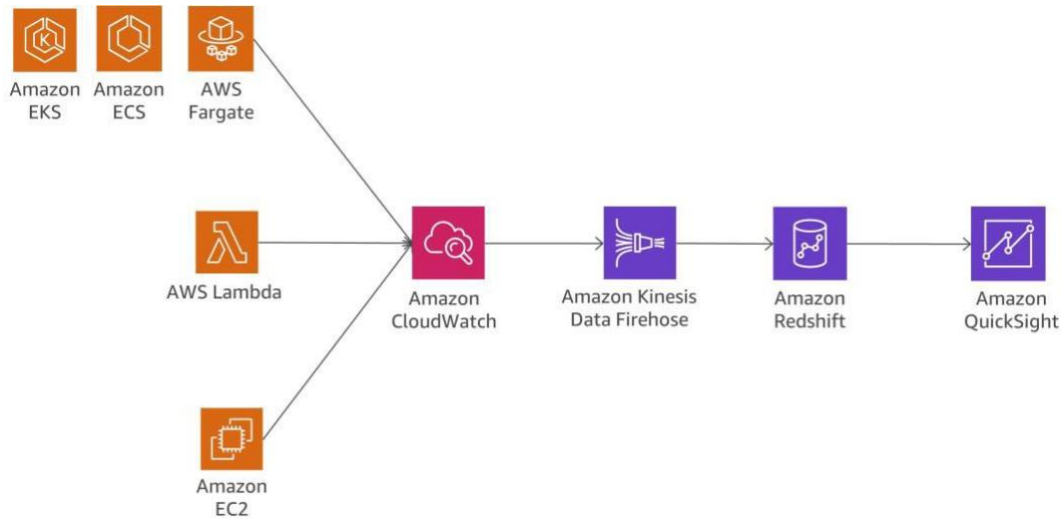 Amazon
EKS
Amazon
ECS
AWS
Fargate
AWS Lambda
Amazon
CloudWatch
Amazon Kinesis
Data Firehose
Amazon
Redshift
Amazon
QuickSight
Amazon
EC2